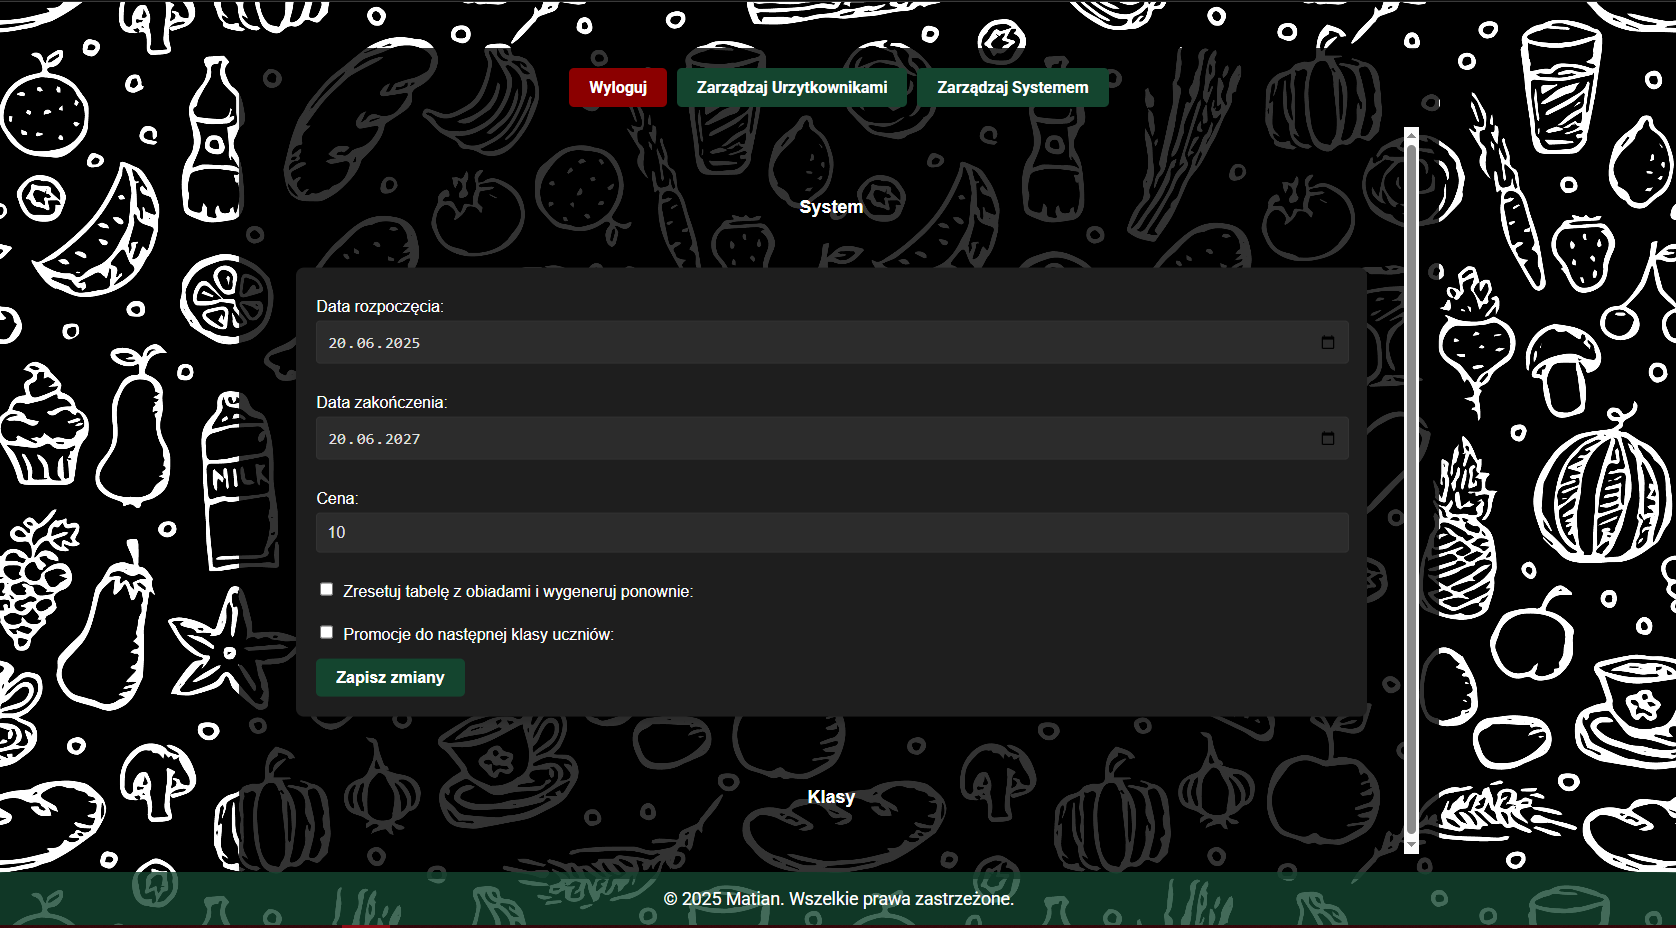 Wyloguj Zarządzaj Urzytkownikami Zarządzaj Systemem
System
Data rozpoczęcia:
20.06.2025
Data zakończenia:
20.06.2027
Cena:
10
Zresetuj tabelę z obiadami i wygeneruj ponownie:
Promocje do następnej klasy uczniów:
Zapisz zmiany
MILK
Klasy
© 2025 Matian. Wszelkie prawa zastrzeżone.